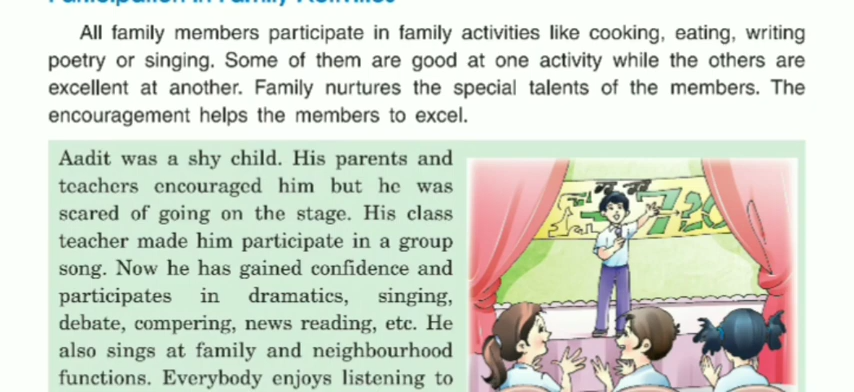 Participation in Family Activities
All family members participate in family activities like cooking, eating, writing
poetry or singing. Some of them are good at one activity while the others are
excellent at another. Family nurtures the special talents of the members. The
encouragement helps the members to excel.
Aadit was a shy child. His parents and
teachers encouraged him but he was
scared of going on the stage. His class
teacher made him participate in a group
song. Now he has gained confidence and
participates in dramatics, singing,
debate, compering, news reading, etc. He
also sings at family and neighbourhood
functions. Everybody enjoys listening to